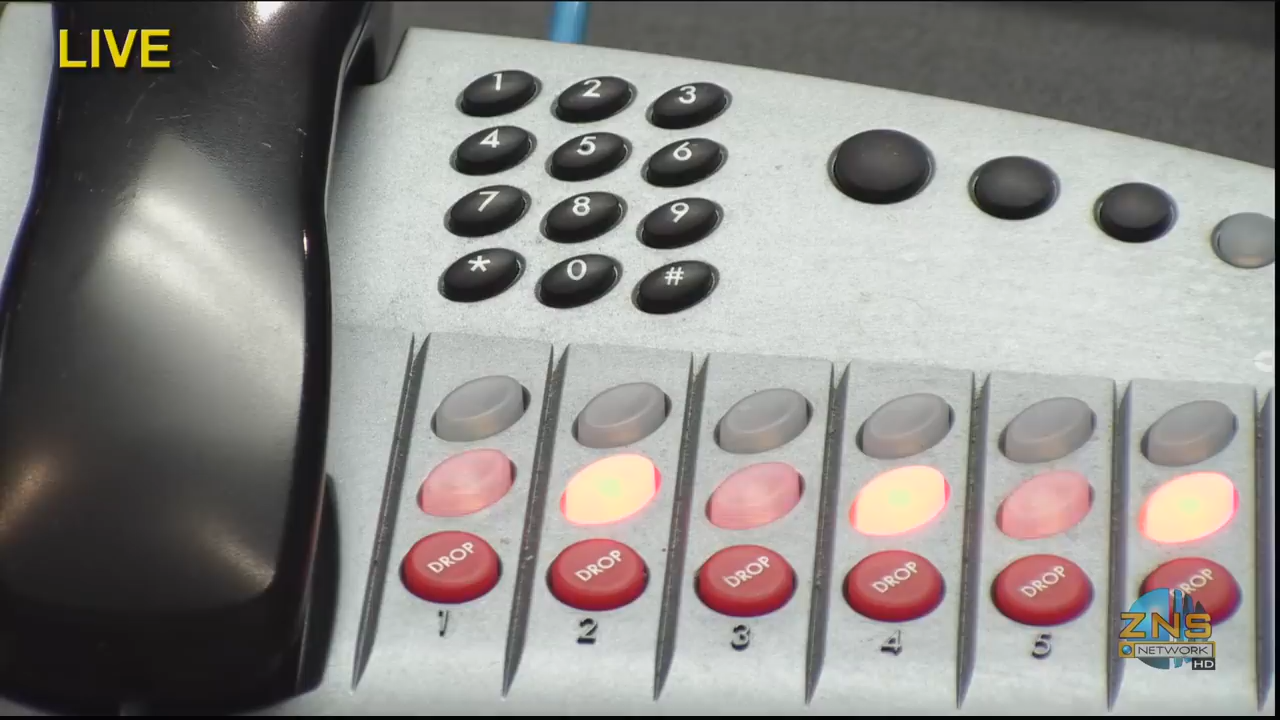 LIVE
1 2 3
4 5 6
7 8 9
* 0 #
DROP DROP DROP DROP DROP DROP
1 2 3 4 5
ZNS
NETWORK
HD